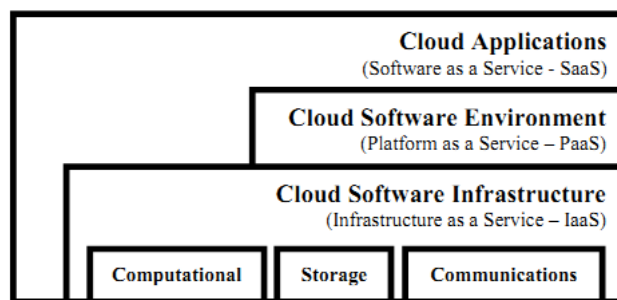 Cloud Applications
(Software as a Service - SaaS)
Cloud Software Environment
(Platform as a Service – PaaS)
Cloud Software Infrastructure
(Infrastructure as a Service – IaaS)
Computational Storage Communications